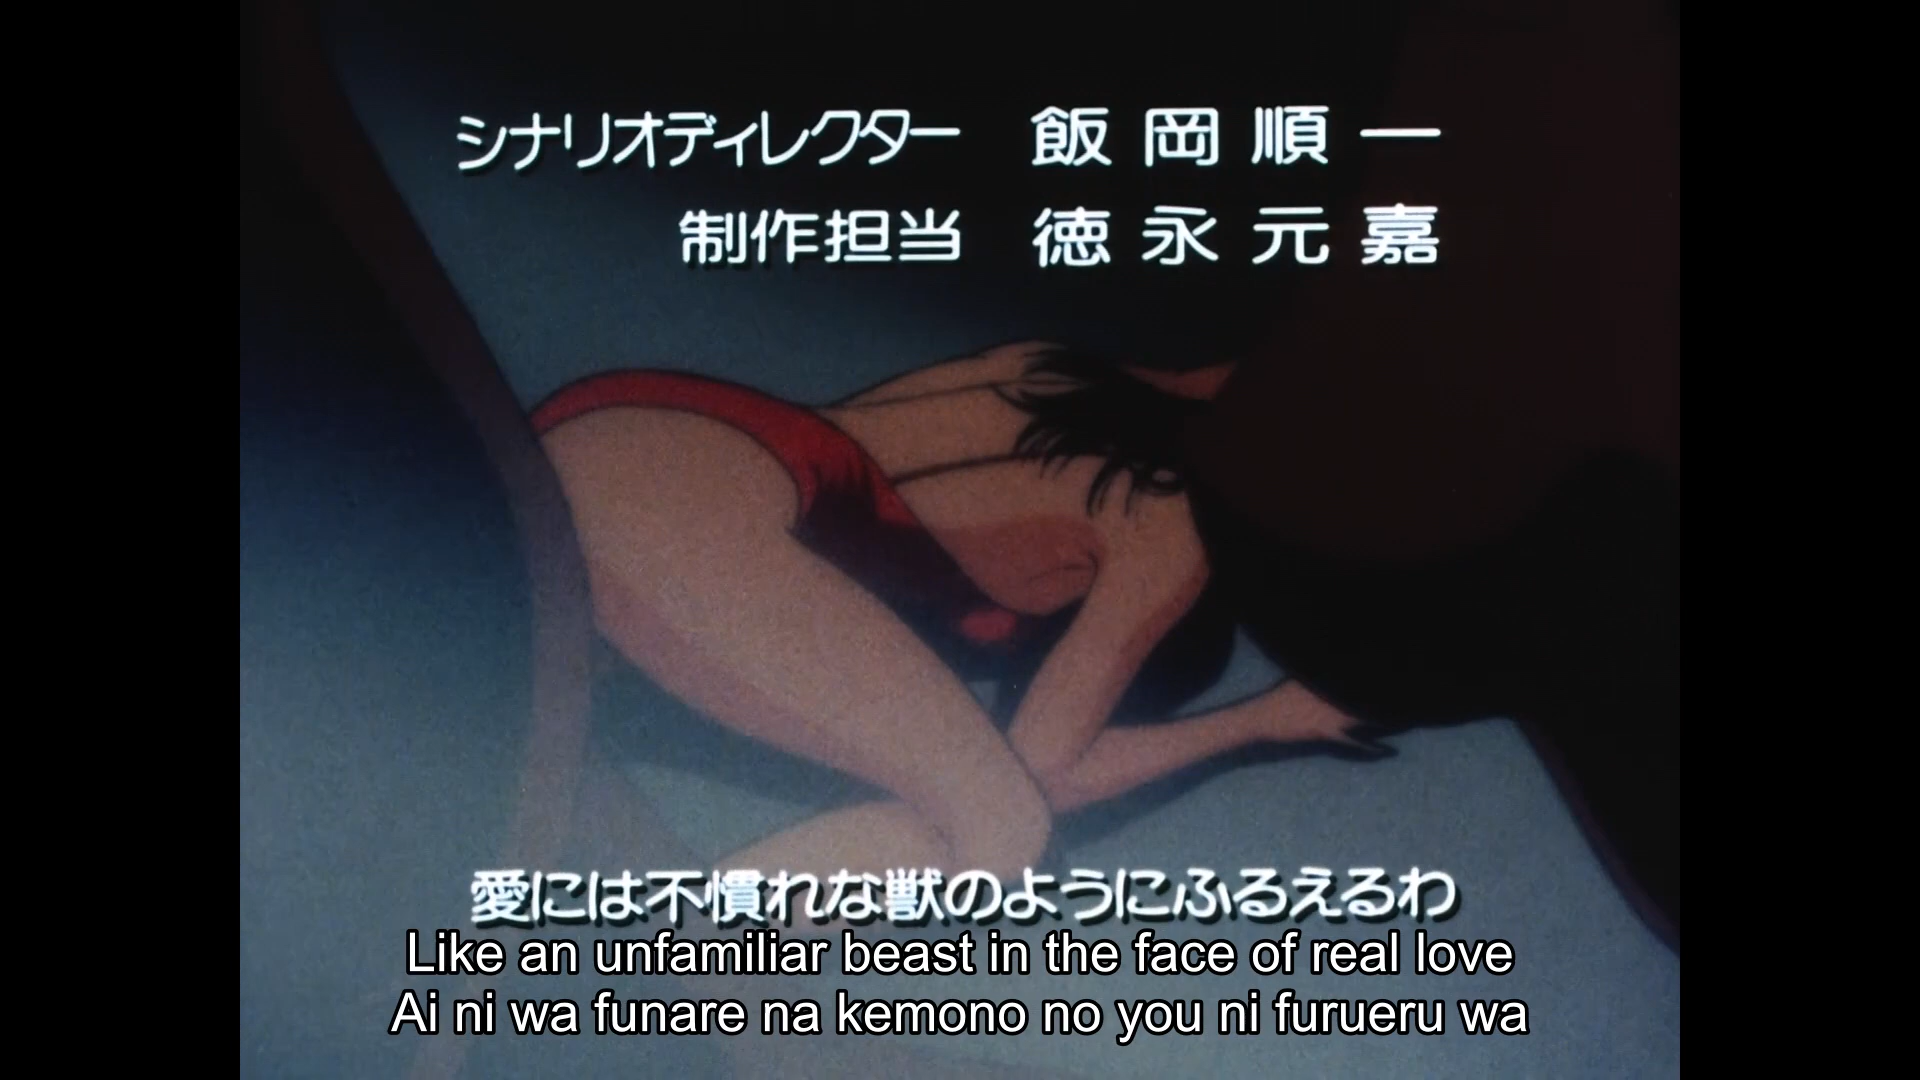 シナリオディレクター 飯岡順一
制作担当 徳永元嘉
愛には不慣れな獣のようにふるえるわ
Like an unfamiliar beast in the face of real love
Ai ni wa funare na kemono no you ni furueru wa